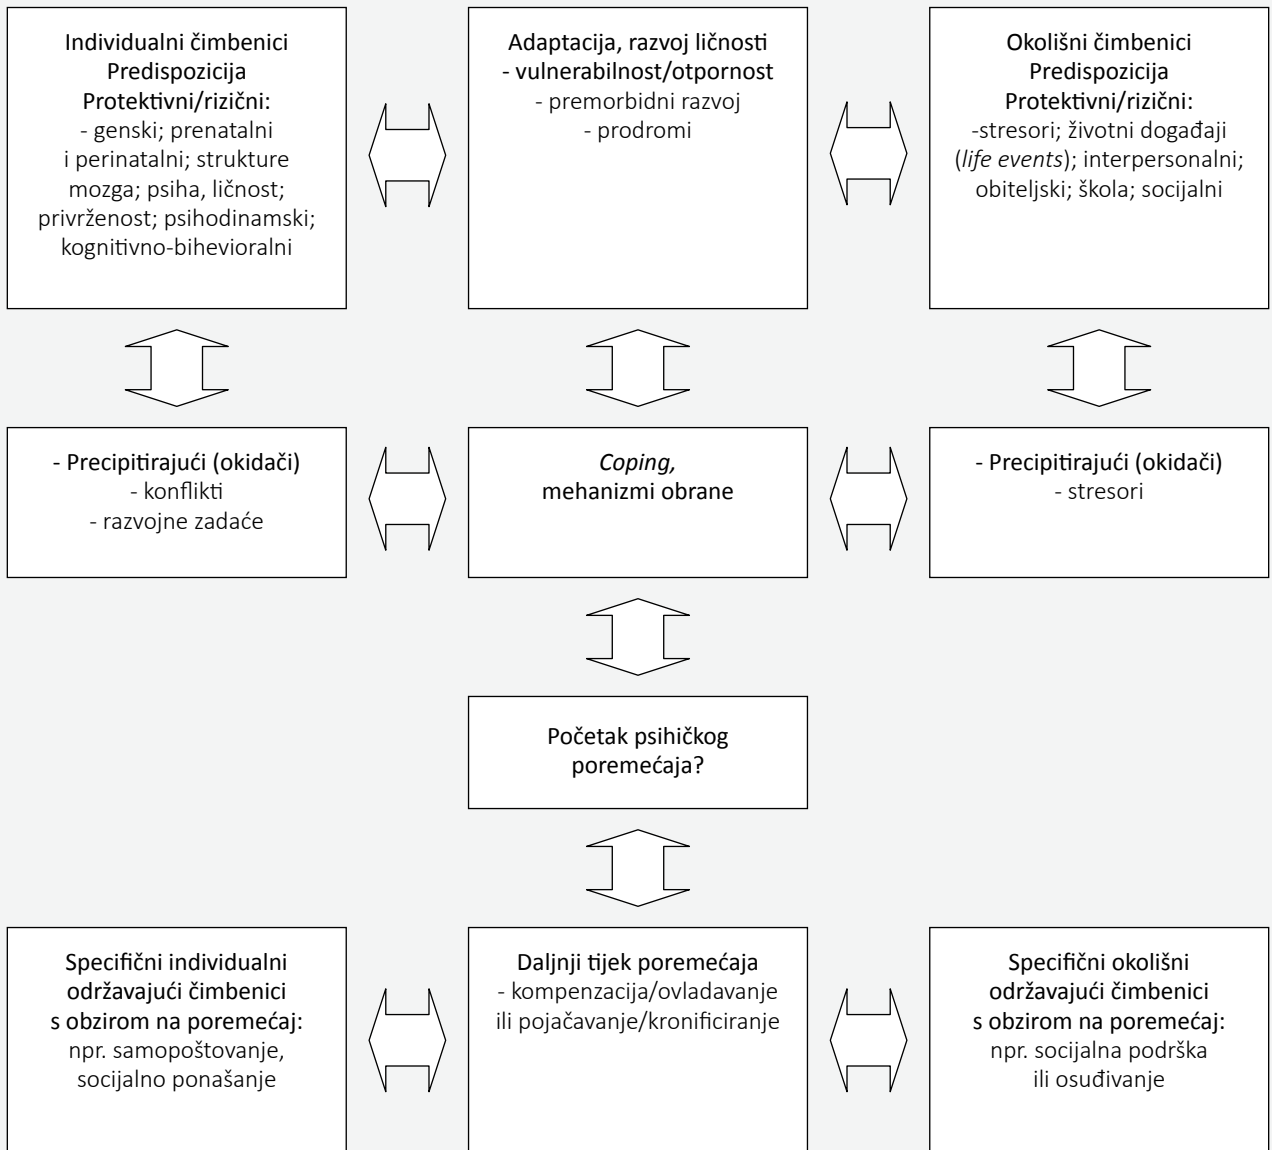 Individualni čimbenici
Predispozicija
Protektivni/rizični:
- genski; prenatalni
i perinatalni; strukture
mozga; psiha, ličnost;
privrženost; psihodinamski;
kognitivno-bihevioralni
Adaptacija, razvoj ličnosti
- vulnerabilnost/otpornost
- premorbidni razvoj
- prodromi
Okolišni čimbenici
Predispozicija
Protektivni/rizični:
-stresori; životni događaji
(life events); interpersonalni;
obiteljski; škola; socijalni
- Precipitirajući (okidači)
- konflikti
- razvojne zadaće
Coping,
mehanizmi obrane
- Precipitirajući (okidači)
- stresori
Početak psihičkog
poremećaja?
Specifični individualni
održavajući čimbenici
s obzirom na poremećaj:
npr. samopoštovanje,
socijalno ponašanje
Daljnji tijek poremećaja
- kompenzacija/ovladavanje
ili pojačavanje/kronificiranje
Specifični okolišni
održavajući čimbenici
s obzirom na poremećaj:
npr. socijalna podrška
ili osuđivanje